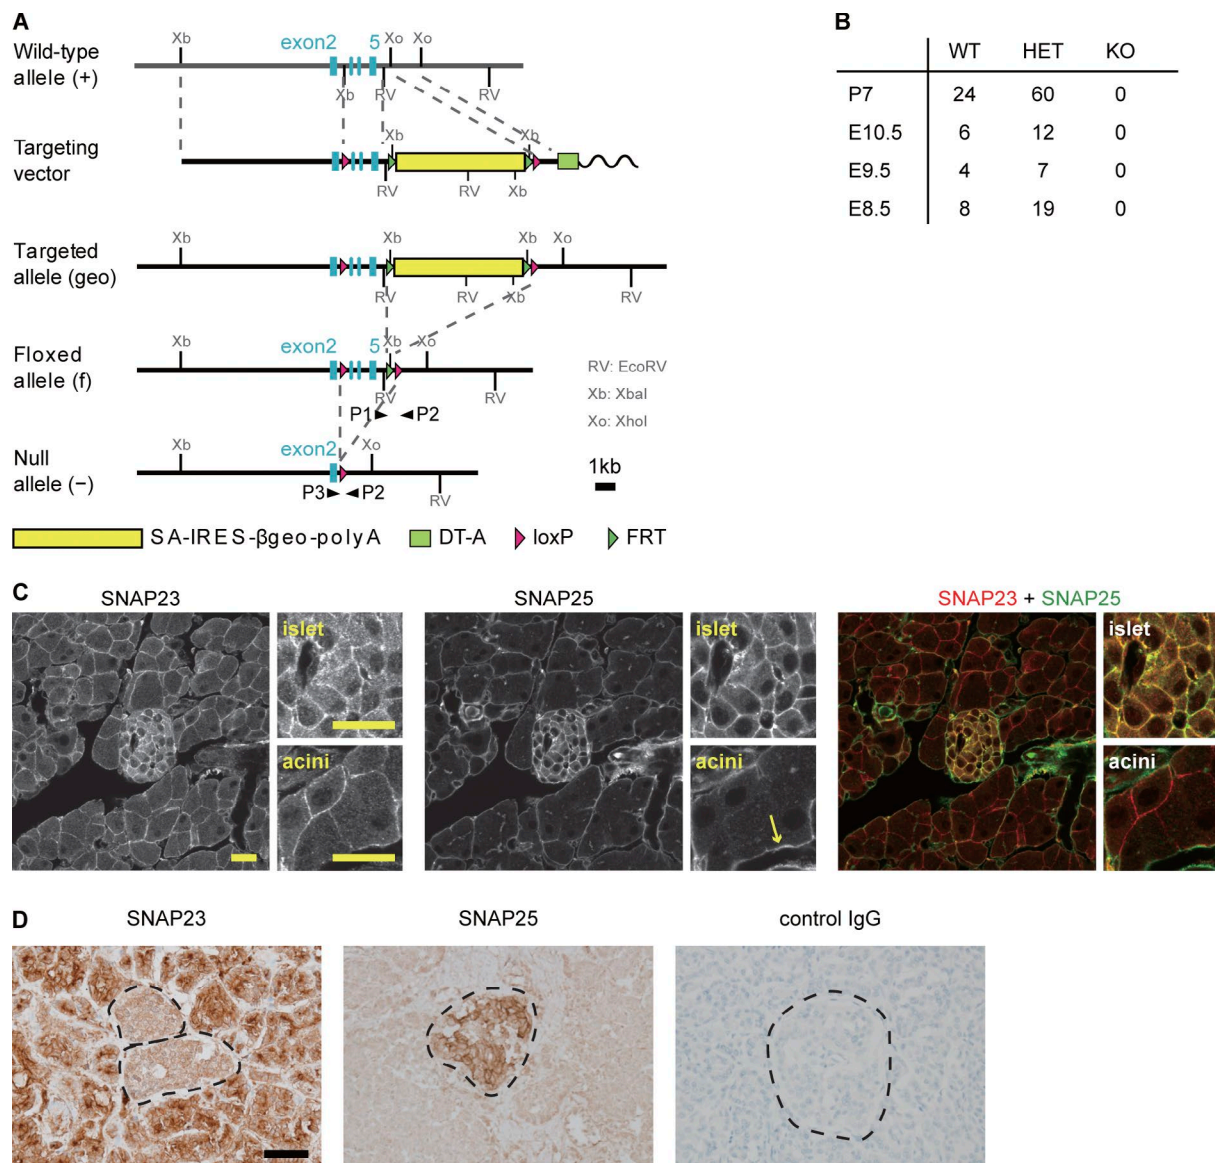 A
Wild-type
allele (+)
Xb
exon2
5
Xo
Xo
Xb
RV
RV
Targeting
vector
Xb
Xb
RV
RV
Xb
Targeted
allele (geo)
Xb
Xb
Xb
Xo
RV
RV
Xb
RV
Floxed
allele (f)
Xb
exon2
5
Xb
Xo
RV
RV
P1
P2
RV: EcoRV
Xb: XbaI
Xo: XhoI
Null
allele (−)
Xb
exon2
Xo
P3
P2
RV
1kb
SA-IRES-βgeo-polyA
DT-A
loxP
FRT
B
WT HET KO
P7 24 60 0
E10.5 6 12 0
E9.5 4 7 0
E8.5 8 19 0
C
SNAP23
SNAP25
SNAP23 + SNAP25
islet
islet
islet
acini
acini
acini
D
SNAP23
SNAP25
control IgG